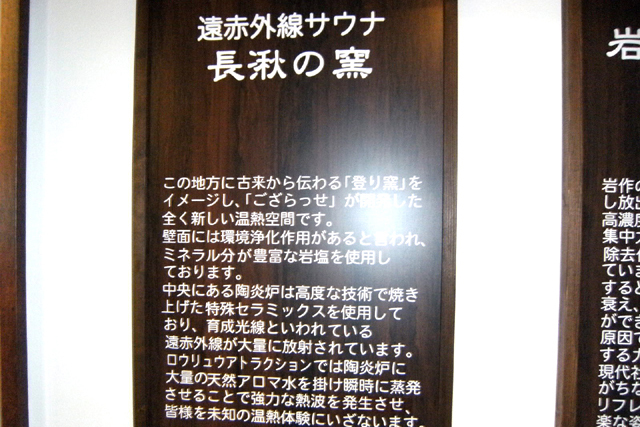 遠赤外線サウナ
長湫の窯
この地方に古来から伝わる「登り窯」を
イメージし、「ござらっせ」が開発した
全く新しい温熱空間です。
壁面には環境浄化作用があると言われ、
ミネラル分が豊富な岩塩を使用し
ております。
中央にある陶炎炉は高度な技術で焼き
上げた特殊セラミックスを使用して
おり、育成光線といわれている
遠赤外線が大量に放射されています。
ロウリュウアトラクションでは陶炎炉に
大量の天然アロマ水を掛け瞬時に蒸発
させることで強力な熱波を発生させ、
皆様を未知の温熱体験にいざないます。
岩
岩作の
し放出
高濃度
集中力
除去作
ていま
すると
衰え、
ができ
原因で
する力
現代社
がちな
リフレ
楽な姿